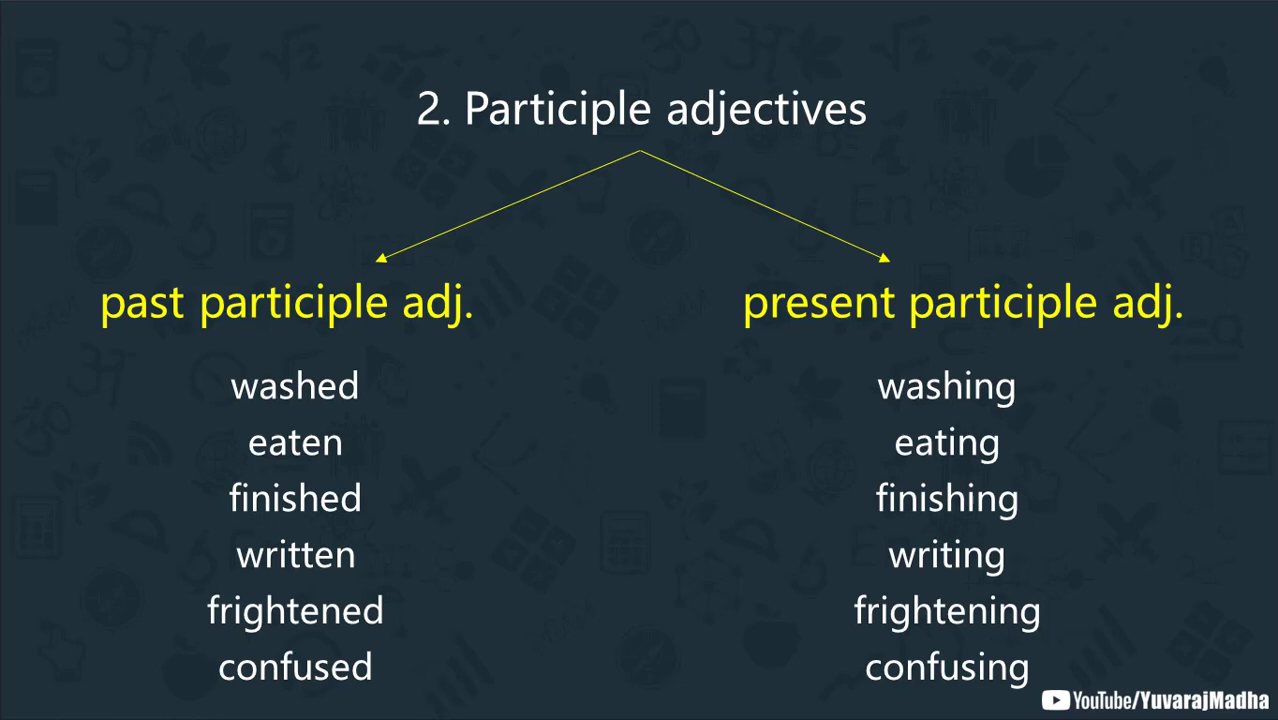 2. Participle adjectives
past participle adj.
present participle adj.
washed
washing
eaten
eating
finished
finishing
written
writing
frightened
frightening
confused
confusing
YouTube/YuvarajMadha